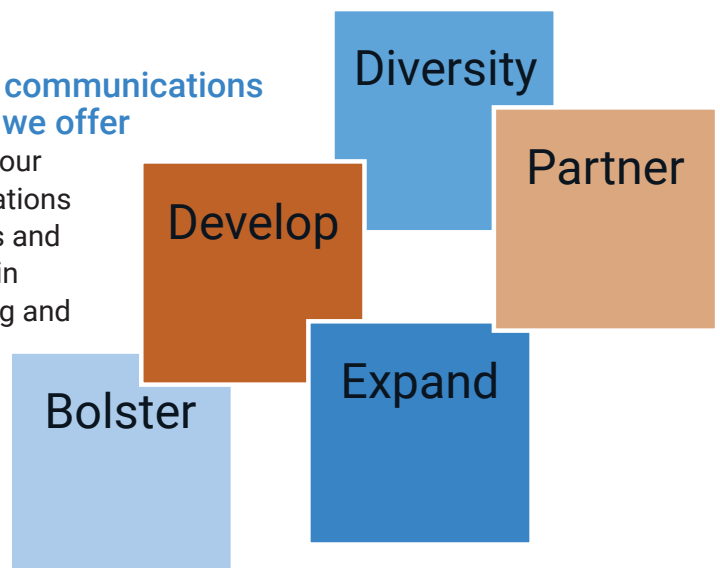 communications
we offer
our
ations
s and
in
g and
Diversity
Partner
Develop
Expand
Bolster